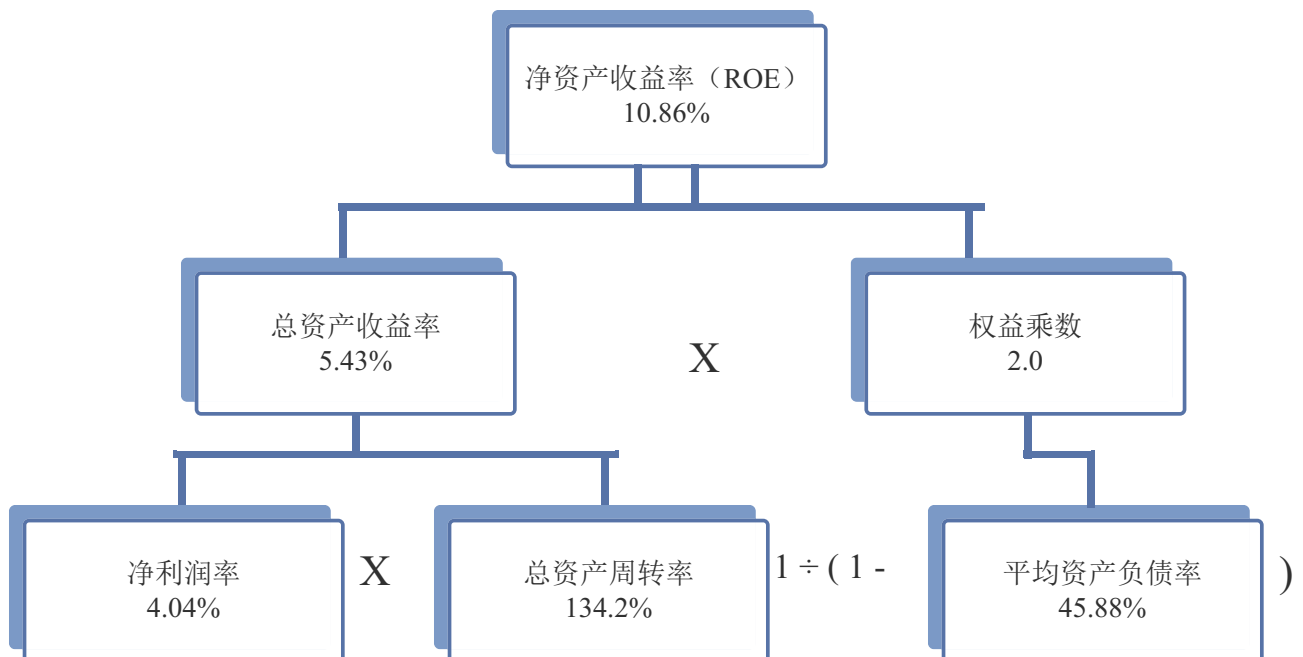 净资产收益率（ROE）
10.86%
总资产收益率
5.43%
X
权益乘数
2.0
净利润率
4.04%
X
总资产周转率
134.2%
1 ÷ ( 1 -
平均资产负债率
45.88%
)